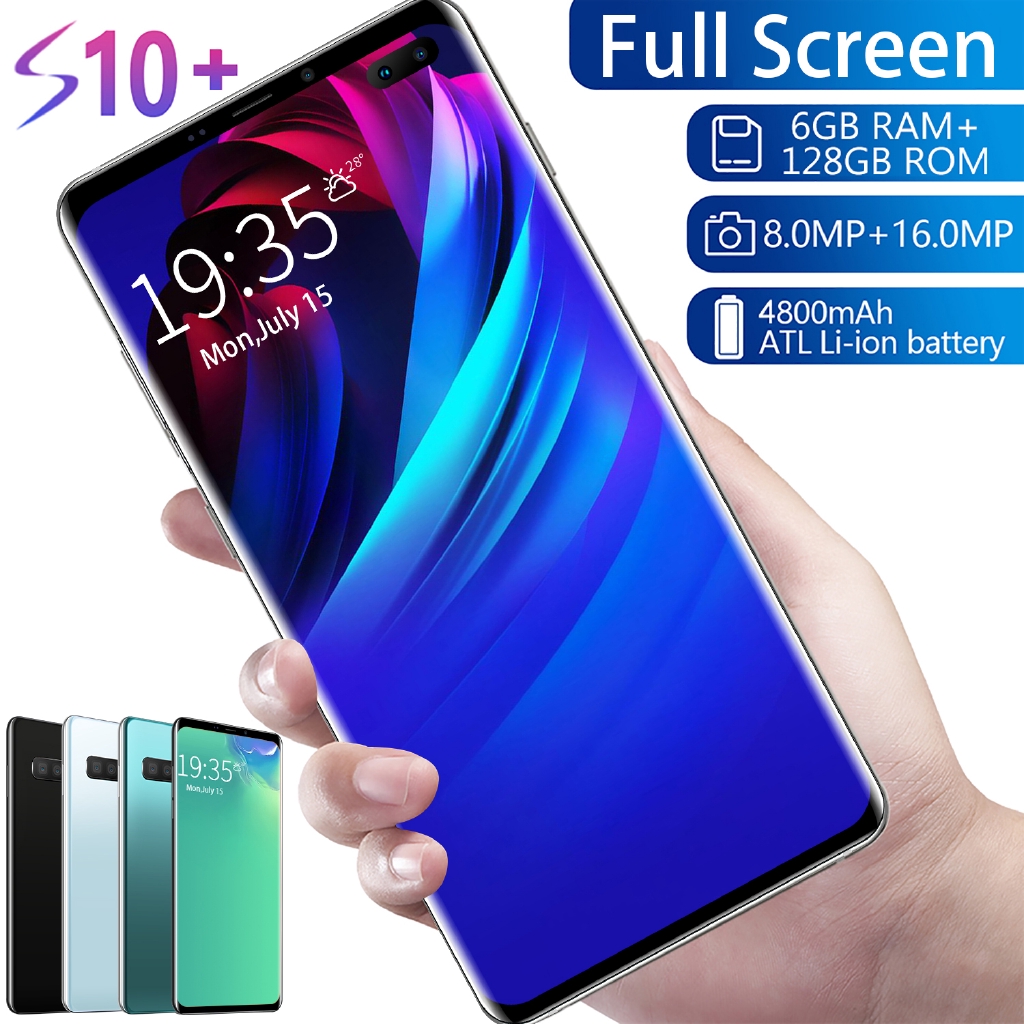 S10+
Full Screen
6GB RAM+
128GB ROM
8.0MP+16.0MP
4800mAh
ATL Li-ion battery
28°
19:35
Mon,July 15
19:35
Mon,July 15